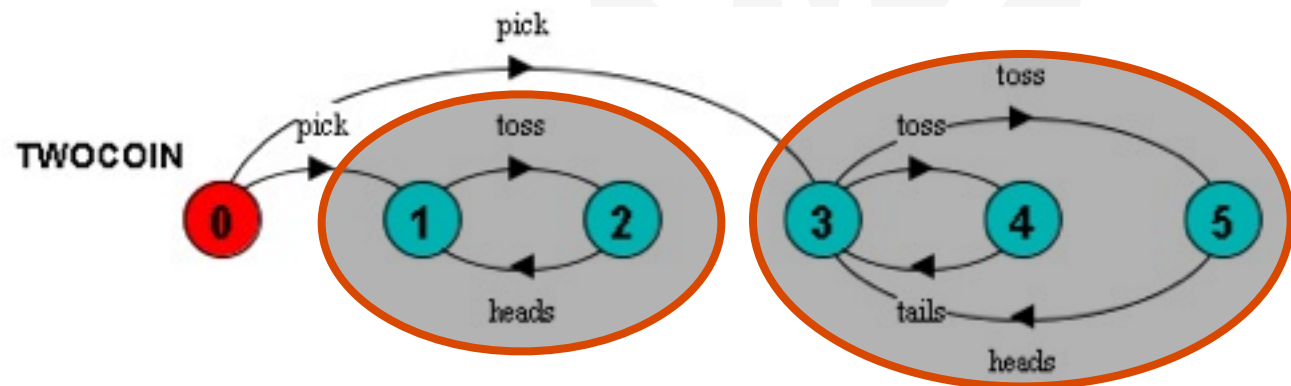 pick
toss
pick
toss
toss
TWOCOIN
0
1
2
3
4
5
heads
tails
heads